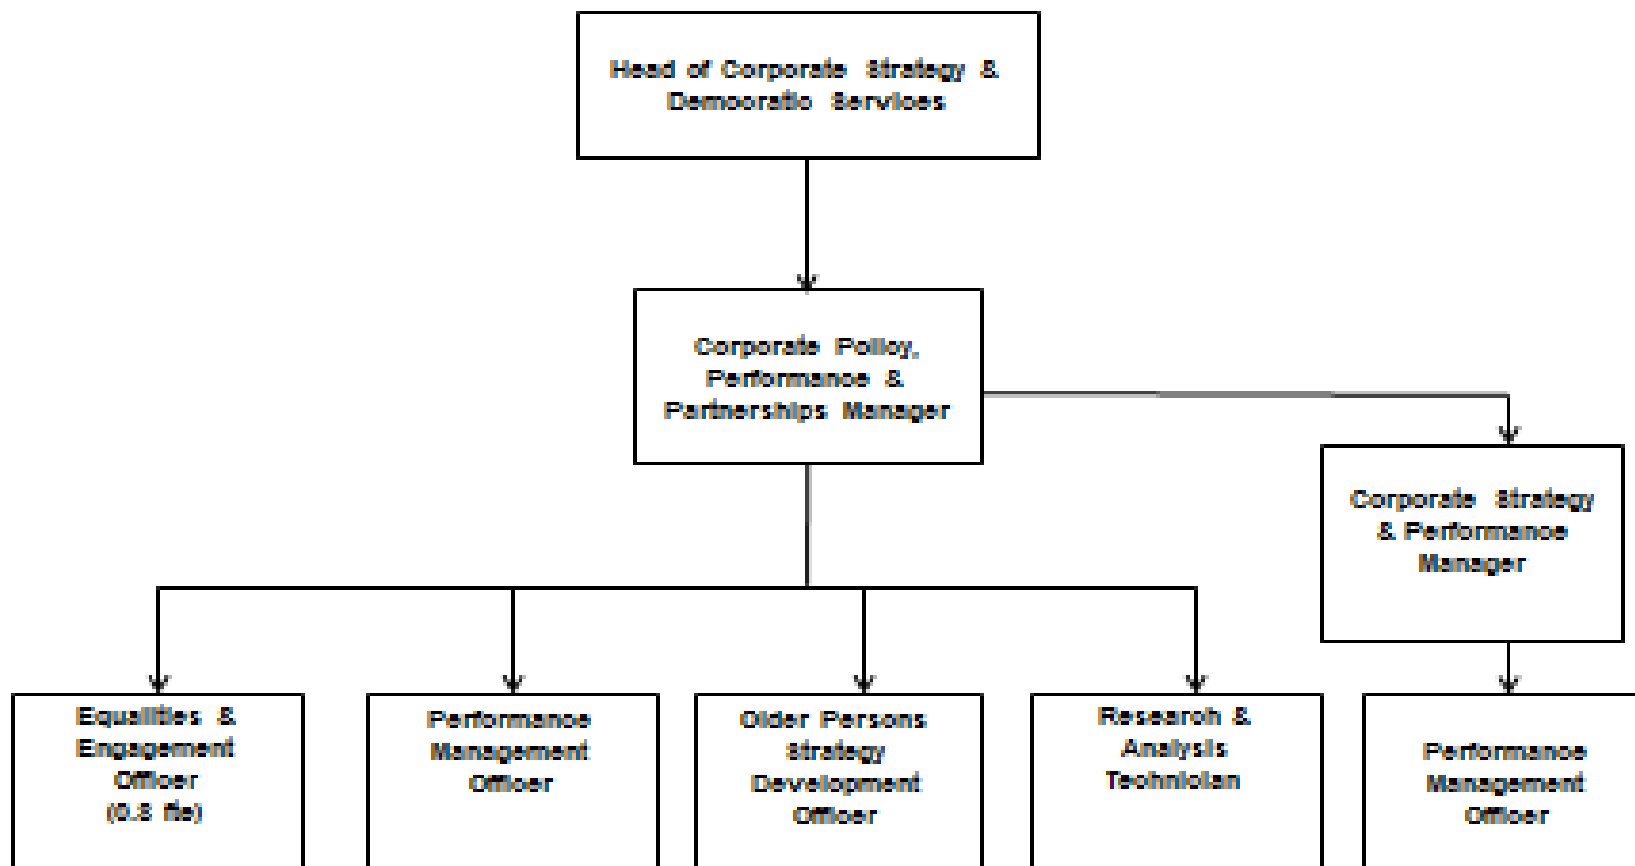 Head of Corporate Strategy &
Democratic Services
Corporate Policy,
Performance &
Partnerships Manager
Corporate Strategy
& Performance
Manager
Equalities &
Engagement
Officer
(0.8 fte)
Performance
Management
Officer
Older Persons
Strategy
Development
Officer
Research &
Analysis
Technician
Performance
Management
Officer